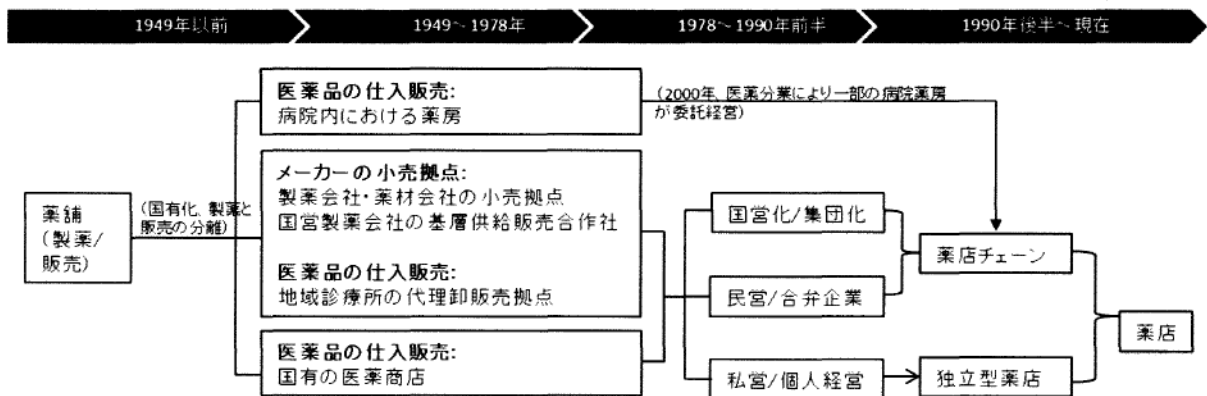 1949年以前
1949~1978年
1978~1990年前半
1990年後半~現在
薬舗
(製薬/
販売)
(国有化、製薬と
販売の分離)
医薬品の仕入販売:
病院内における薬房
(2000年、医薬分業により一部の病院薬房
が委託経営)
メーカーの小売拠点:
製薬会社・薬材会社の小売拠点
国営製薬会社の基層供給販売合作社
医薬品の仕入販売:
地域診療所の代理卸販売拠点
医薬品の仕入販売:
国有の医薬商店
国営化/集団化
民営/合弁企業
私営/個人経営
薬店チェーン
独立型薬店
薬店